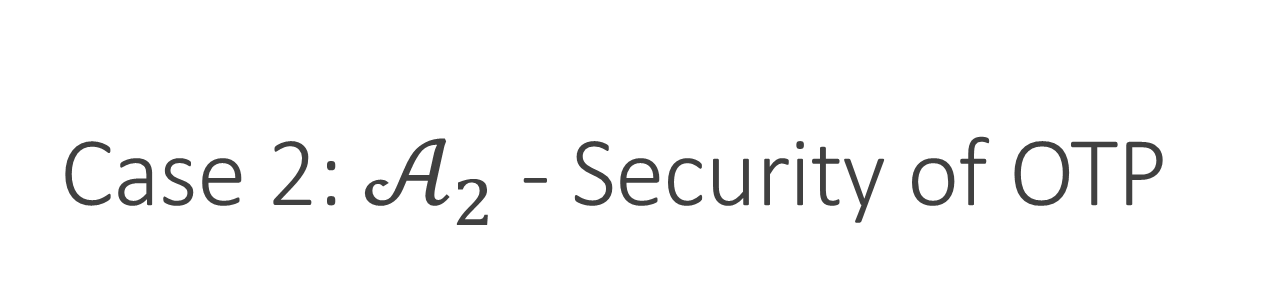 Case 2: 𝒜₂ - Security of OTP